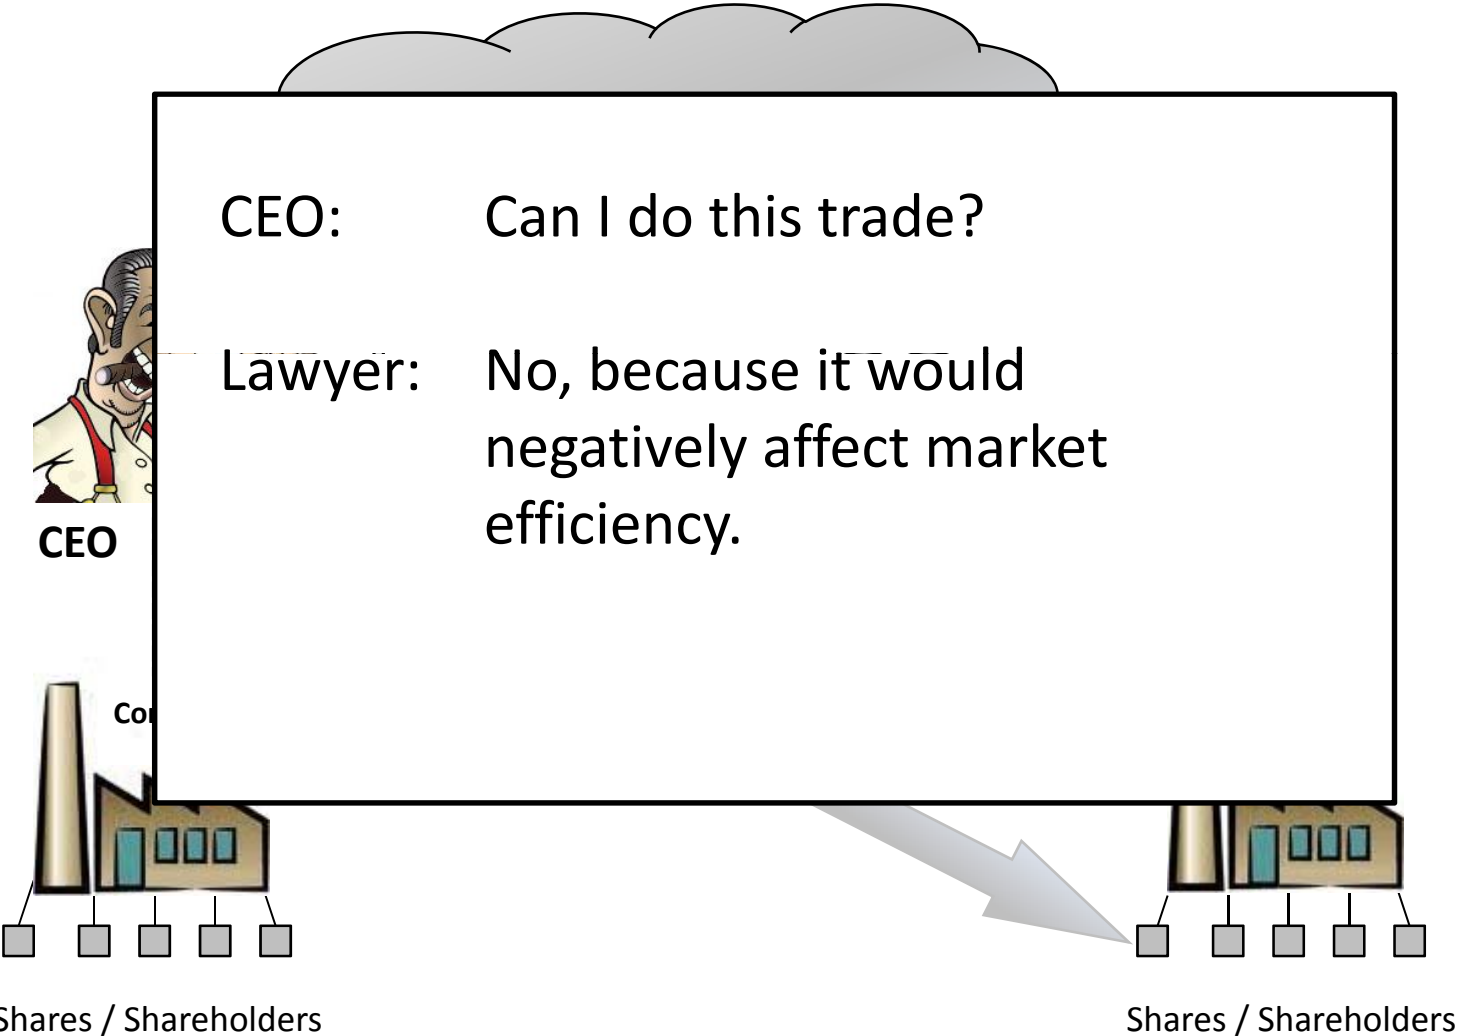 CEO: Can I do this trade?
Lawyer: No, because it would
negatively affect market
efficiency.
CEO
Shares / Shareholders
Shares / Shareholders